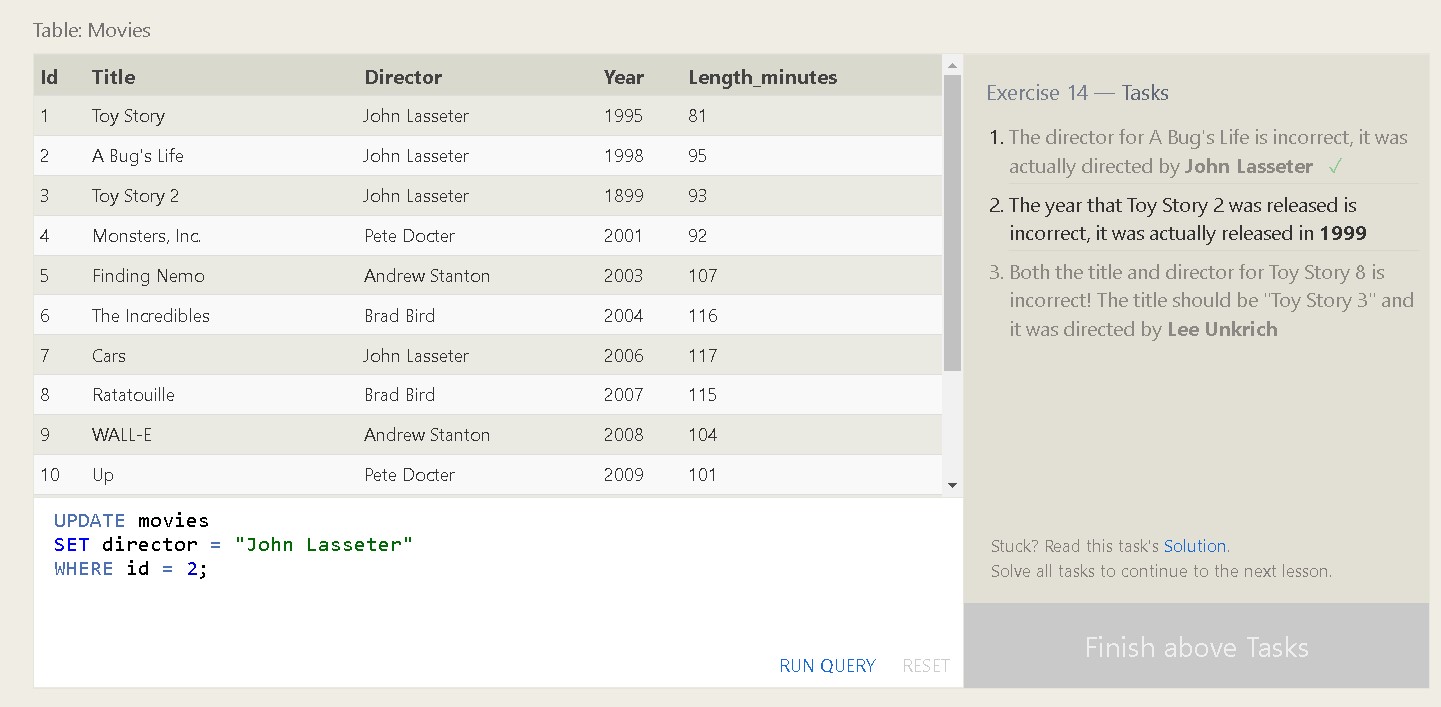 Table: Movies
Id Title Director Year Length_minutes
1 Toy Story John Lasseter 1995 81
2 A Bug's Life John Lasseter 1998 95
3 Toy Story 2 John Lasseter 1899 93
4 Monsters, Inc. Pete Docter 2001 92
5 Finding Nemo Andrew Stanton 2003 107
6 The Incredibles Brad Bird 2004 116
7 Cars John Lasseter 2006 117
8 Ratatouille Brad Bird 2007 115
9 WALL-E Andrew Stanton 2008 104
10 Up Pete Docter 2009 101
UPDATE movies
SET director = "John Lasseter"
WHERE id = 2;
RUN QUERY RESET
Exercise 14 — Tasks
1. The director for A Bug's Life is incorrect, it was
actually directed by John Lasseter ✓
2. The year that Toy Story 2 was released is
incorrect, it was actually released in 1999
3. Both the title and director for Toy Story 8 is
incorrect! The title should be "Toy Story 3" and
it was directed by Lee Unkrich
Stuck? Read this task's Solution.
Solve all tasks to continue to the next lesson.
Finish above Tasks